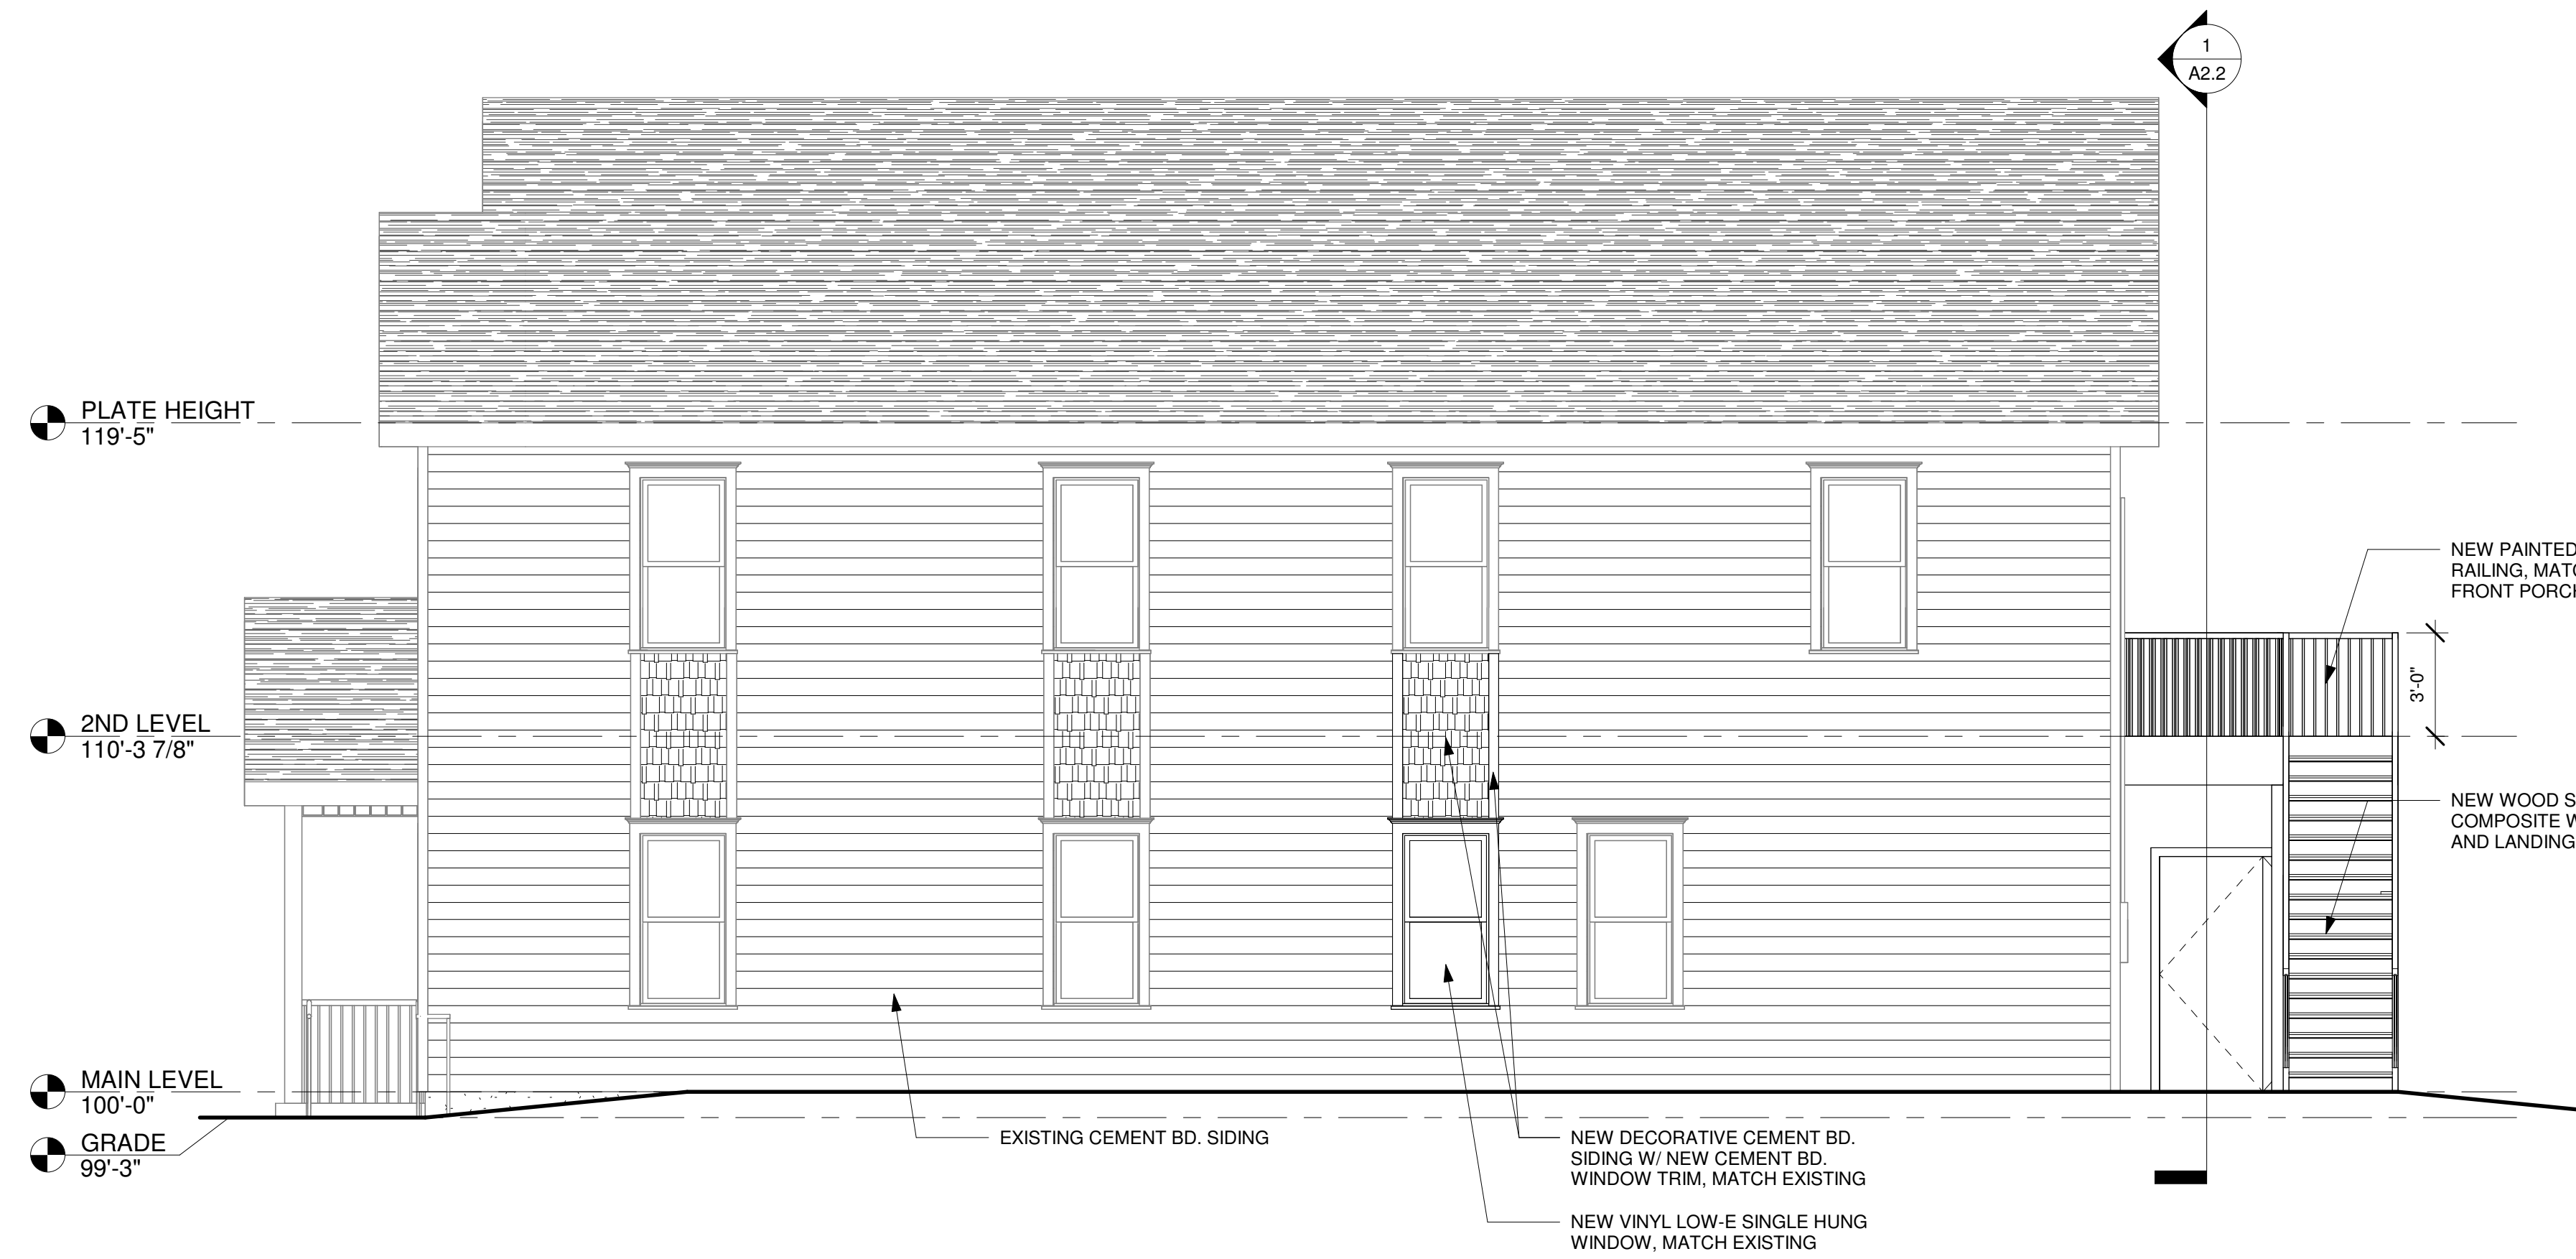 1
A2.2
PLATE HEIGHT
119'-5"
NEW PAINTED
RAILING,
FRONT
3'-0"
2ND LEVEL
110'-3 7/8"
NEW WOOD
COMPOSITE
AND LANDING
MAIN LEVEL
100'-0"
GRADE
99'-3"
EXISTING CEMENT BD. SIDING
NEW DECORATIVE CEMENT BD.
SIDING W/ NEW CEMENT BD.
WINDOW TRIM, MATCH EXISTING
NEW VINYL LOW-E SINGLE HUNG
WINDOW, MATCH EXISTING